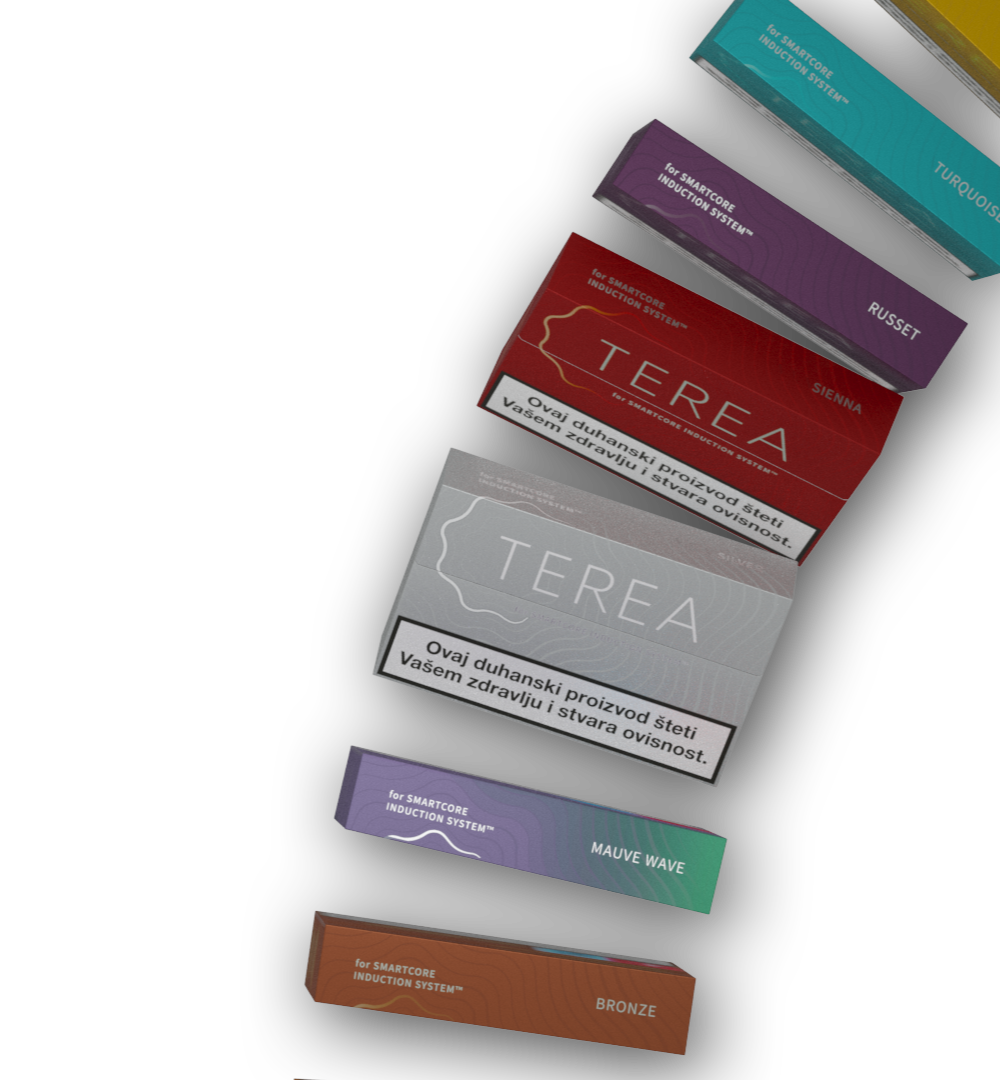 for SMARTCORE
INDUCTION SYSTEM™
TURQUOISE
for SMARTCORE
INDUCTION SYSTEM™
RUSSET
for SMARTCORE
INDUCTION SYSTEM™
SIENNA
TEREA
for SMARTCORE INDUCTION SYSTEM™
Ovaj duhanski proizvod šteti
Vašem zdravlju i stvara ovisnost.
for SMARTCORE
INDUCTION SYSTEM™
SILVER
TEREA
Ovaj duhanski proizvod šteti
Vašem zdravlju i stvara ovisnost.
for SMARTCORE
INDUCTION SYSTEM™
MAUVE WAVE
for SMARTCORE
INDUCTION SYSTEM™
BRONZE